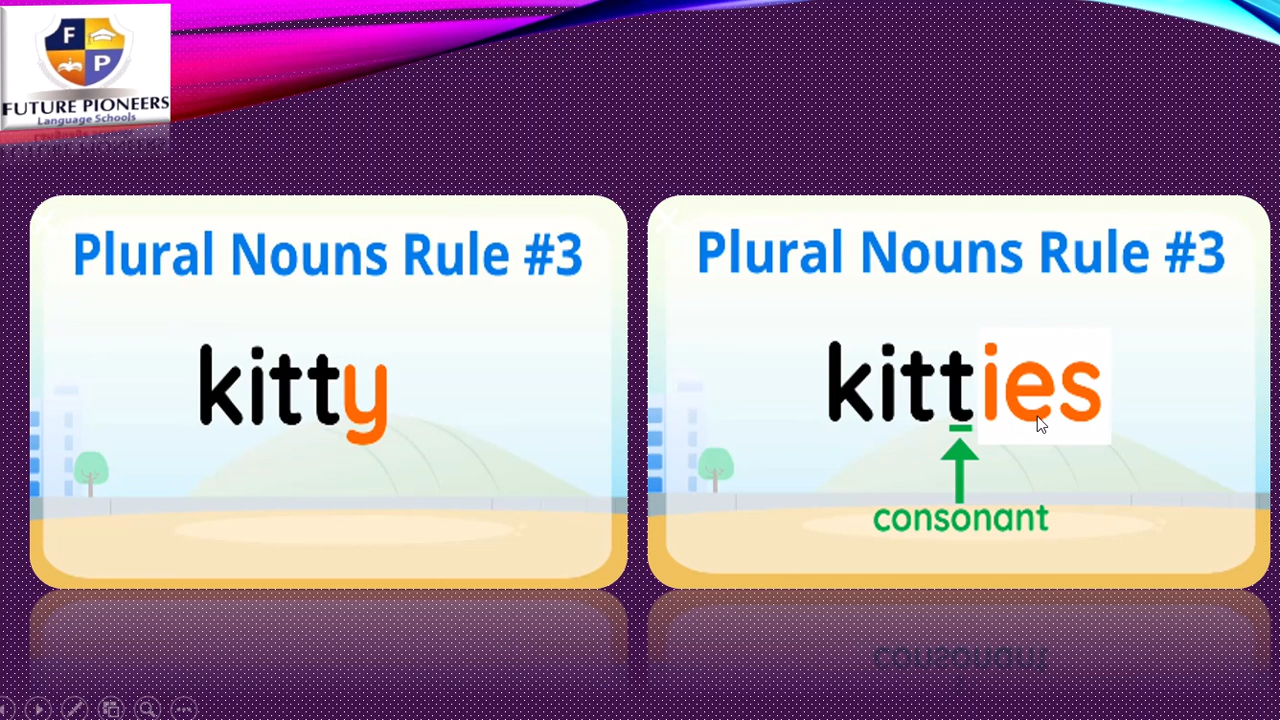 F
P
FUTURE PIONEERS
Language Schools
Plural Nouns Rule #3
kitty
Plural Nouns Rule #3
kitties
consonant